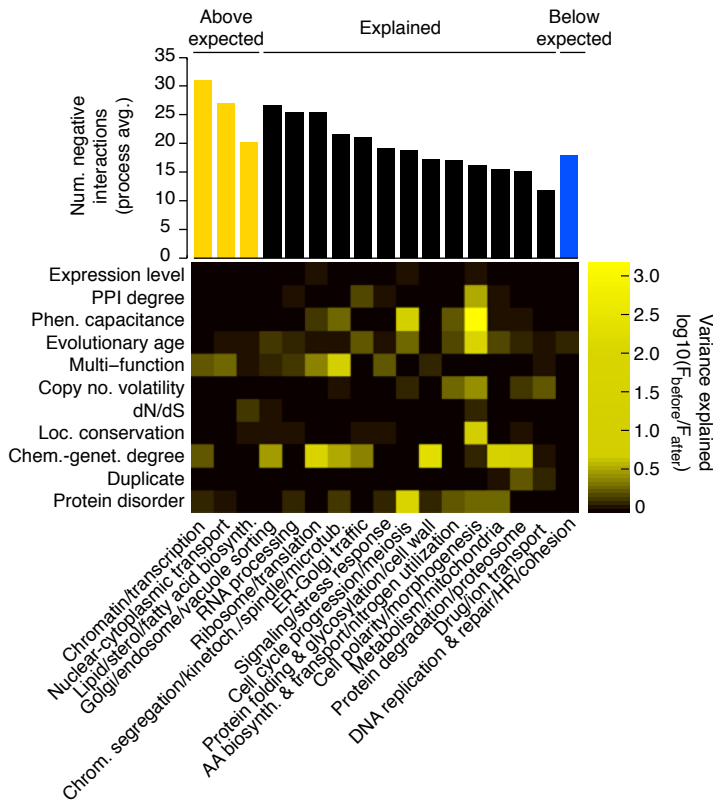 Above
expected
Explained
Below
expected
Num. negative
interactions
(process avg.)
35
30
25
20
15
10
5
0
Expression level
PPI degree
Phen. capacitance
Evolutionary age
Multi−function
Copy no. volatility
dN/dS
Loc. conservation
Chem.-genet. degree
Duplicate
Protein disorder
3.0
2.5
2.0
1.5
1.0
0.5
0
Variance explained
log10(Fbefore/Fafter)
Chromatin/transcription
Nuclear-cytoplasmic transport
Lipid/sterol/fatty acid biosynth.
Golgi/endosome/vacuole sorting
RNA processing
Ribosome/translation
Chrom. segregation/kinetoch./spindle/microtub.
ER-Golgi traffic
Signaling/stress response
Cell cycle progression/meiosis
Protein folding & glycosylation/cell wall
AA biosynth. & transport/nitrogen utilization
Cell polarity/morphogenesis
Metabolism/mitochondria
Protein degradation/proteosome
Drug/ion transport
DNA replication & repair/HR/cohesion